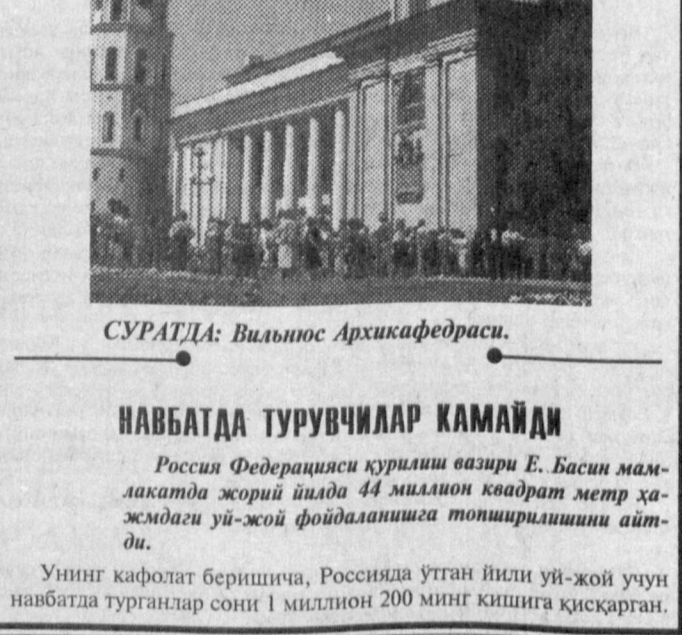 СУРАТДА: Вильнюс Архикафедраси.
НАВБАТДА ТУРУВЧИЛАР КАМАЙДИ
Россия Федерацияси қурилиш вазири Е. Басин мам-
лакатда жорий йилда 44 миллион квадрат метр ҳа-
жмдаги уй-жой фойдаланишга топширилишини айт-
ди.
Унинг кафолат беришича, Россияда ўтган йили уй-жой учун
навбатда турганлар сони 1 миллион 200 минг кишига қисқарган.